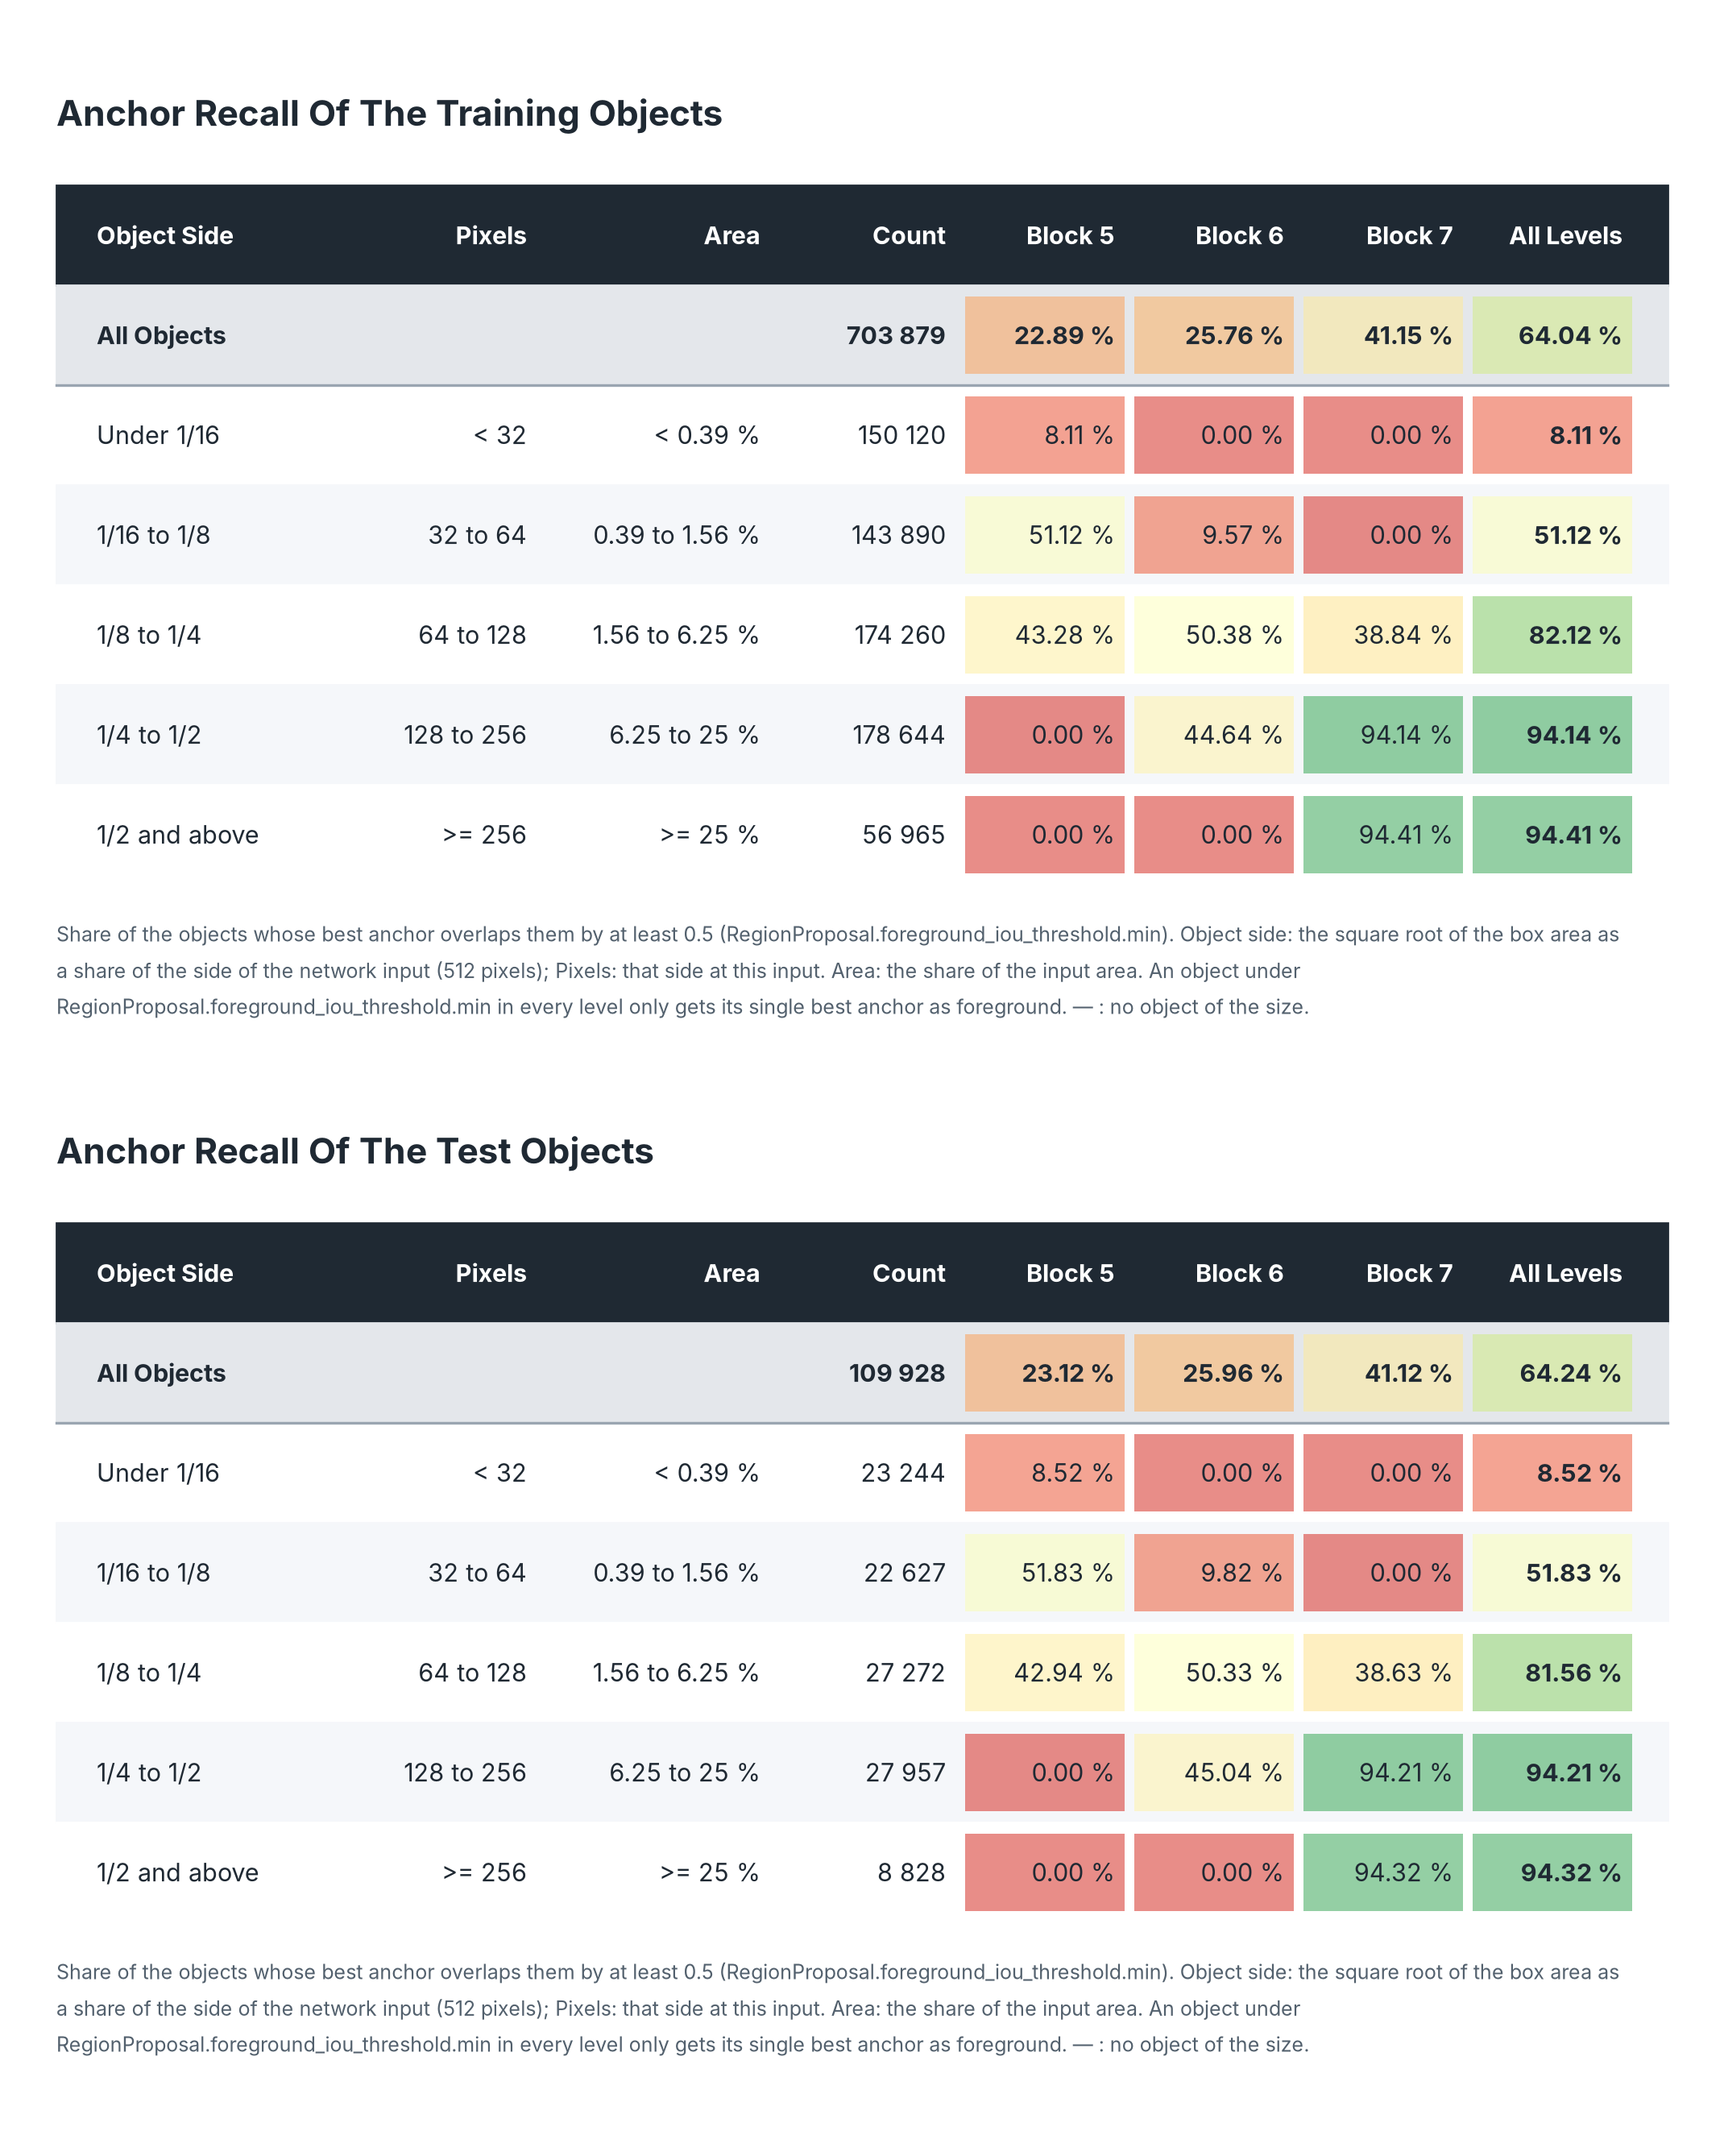 Anchor Recall Of The Training Objects
Object Side Pixels Area Count Block 5 Block 6 Block 7 All Levels
All Objects 703 879 22.89 % 25.76 % 41.15 % 64.04 %
Under 1/16 < 32 < 0.39 % 150 120 8.11 % 0.00 % 0.00 % 8.11 %
1/16 to 1/8 32 to 64 0.39 to 1.56 % 143 890 51.12 % 9.57 % 0.00 % 51.12 %
1/8 to 1/4 64 to 128 1.56 to 6.25 % 174 260 43.28 % 50.38 % 38.84 % 82.12 %
1/4 to 1/2 128 to 256 6.25 to 25 % 178 644 0.00 % 44.64 % 94.14 % 94.14 %
1/2 and above >= 256 >= 25 % 56 965 0.00 % 0.00 % 94.41 % 94.41 %
Share of the objects whose best anchor overlaps them by at least 0.5 (RegionProposal.foreground_iou_threshold.min). Object side: the square root of the box area as
a share of the side of the network input (512 pixels); Pixels: that side at this input. Area: the share of the input area. An object under
RegionProposal.foreground_iou_threshold.min in every level only gets its single best anchor as foreground. — : no object of the size.
Anchor Recall Of The Test Objects
Object Side Pixels Area Count Block 5 Block 6 Block 7 All Levels
All Objects 109 928 23.12 % 25.96 % 41.12 % 64.24 %
Under 1/16 < 32 < 0.39 % 23 244 8.52 % 0.00 % 0.00 % 8.52 %
1/16 to 1/8 32 to 64 0.39 to 1.56 % 22 627 51.83 % 9.82 % 0.00 % 51.83 %
1/8 to 1/4 64 to 128 1.56 to 6.25 % 27 272 42.94 % 50.33 % 38.63 % 81.56 %
1/4 to 1/2 128 to 256 6.25 to 25 % 27 957 0.00 % 45.04 % 94.21 % 94.21 %
1/2 and above >= 256 >= 25 % 8 828 0.00 % 0.00 % 94.32 % 94.32 %
Share of the objects whose best anchor overlaps them by at least 0.5 (RegionProposal.foreground_iou_threshold.min). Object side: the square root of the box area as
a share of the side of the network input (512 pixels); Pixels: that side at this input. Area: the share of the input area. An object under
RegionProposal.foreground_iou_threshold.min in every level only gets its single best anchor as foreground. — : no object of the size.